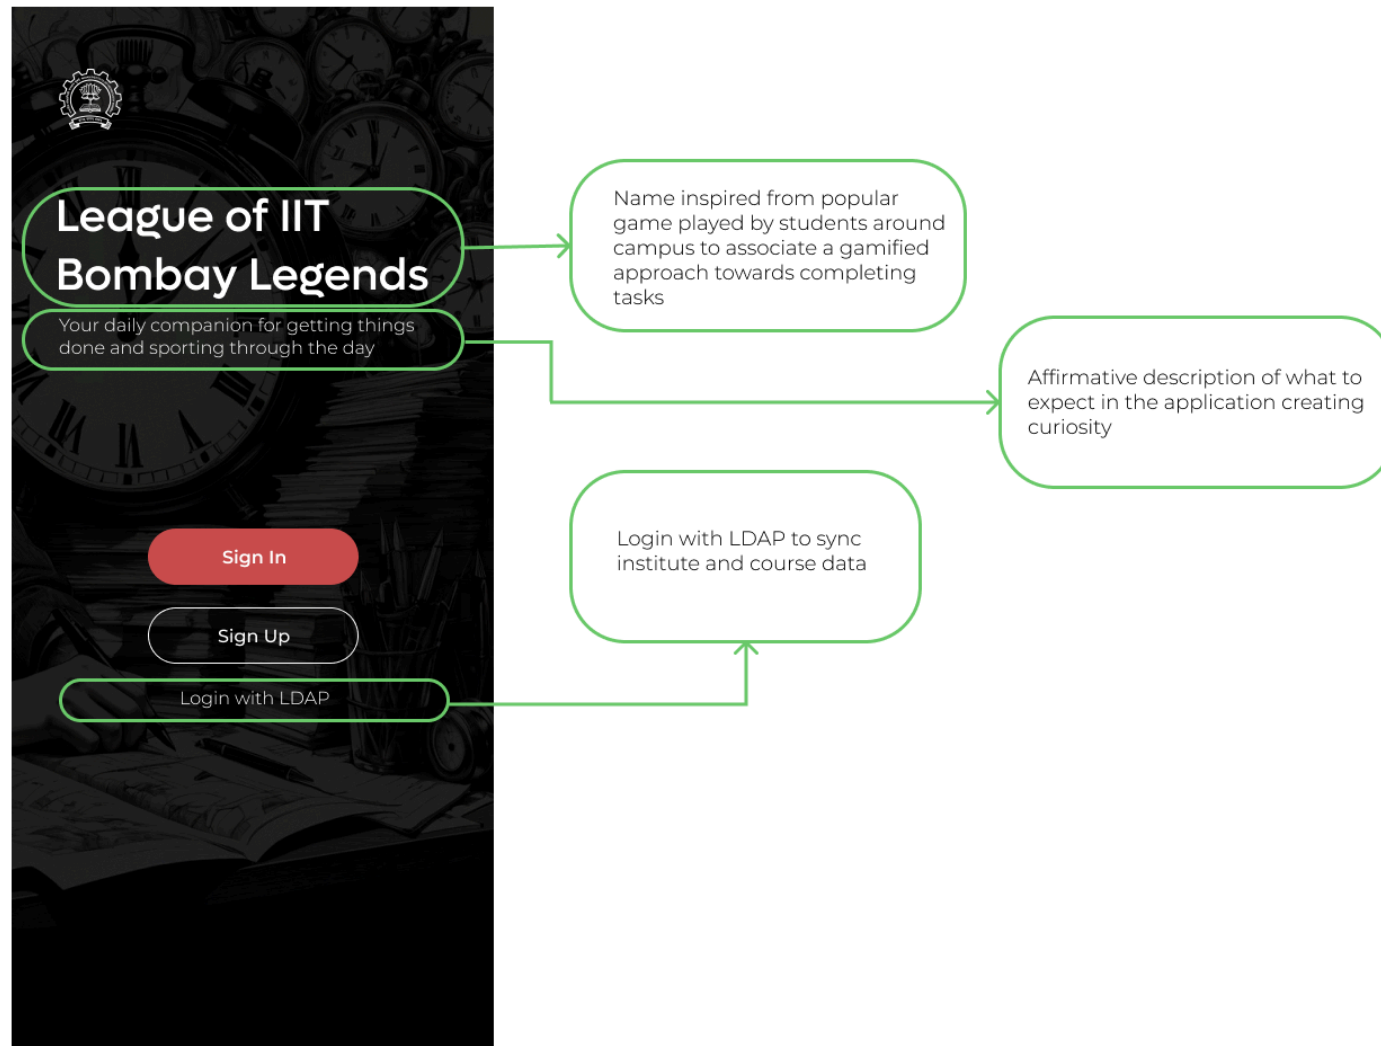 League of IIT
Bombay Legends
Your daily companion for getting things
done and sporting through the day
Sign In
Sign Up
Login with LDAP
Name inspired from popular
game played by students around
campus to associate a gamified
approach towards completing
tasks
Affirmative description of what to
expect in the application creating
curiosity
Login with LDAP to sync
institute and course data